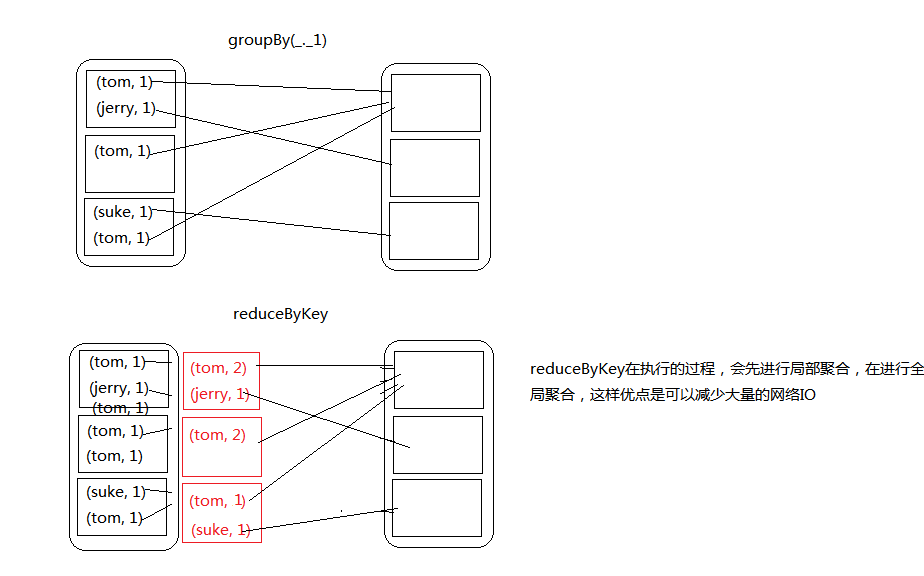 groupBy(_._1)
(tom, 1)
(jerry, 1)
(tom, 1)
(suke, 1)
(tom, 1)
reduceByKey
(tom, 1)
(jerry, 1)
(tom, 1)
(tom, 1)
(tom, 1)
(suke, 1)
(tom, 1)
(tom, 2)
(jerry, 1)
(tom, 2)
(tom, 1)
(suke, 1)
reduceByKey在执行的过程，会先进行局部聚合，在进行全
局聚合，这样优点是可以减少大量的网络IO